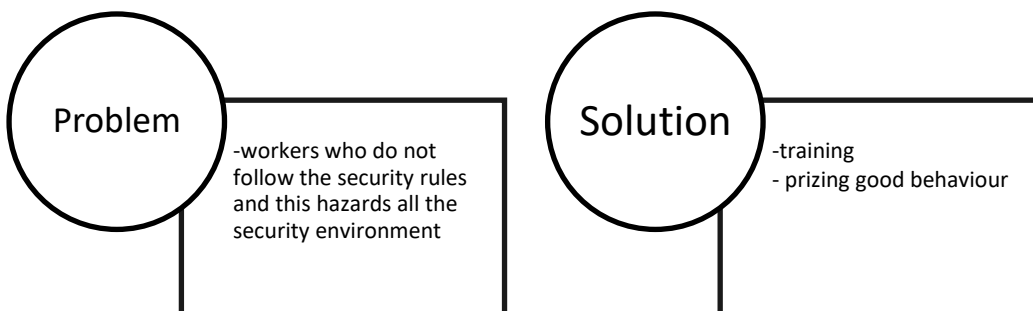 Problem
-workers who do not
follow the security rules
and this hazards all the
security environment
Solution
-training
- prizing good behaviour